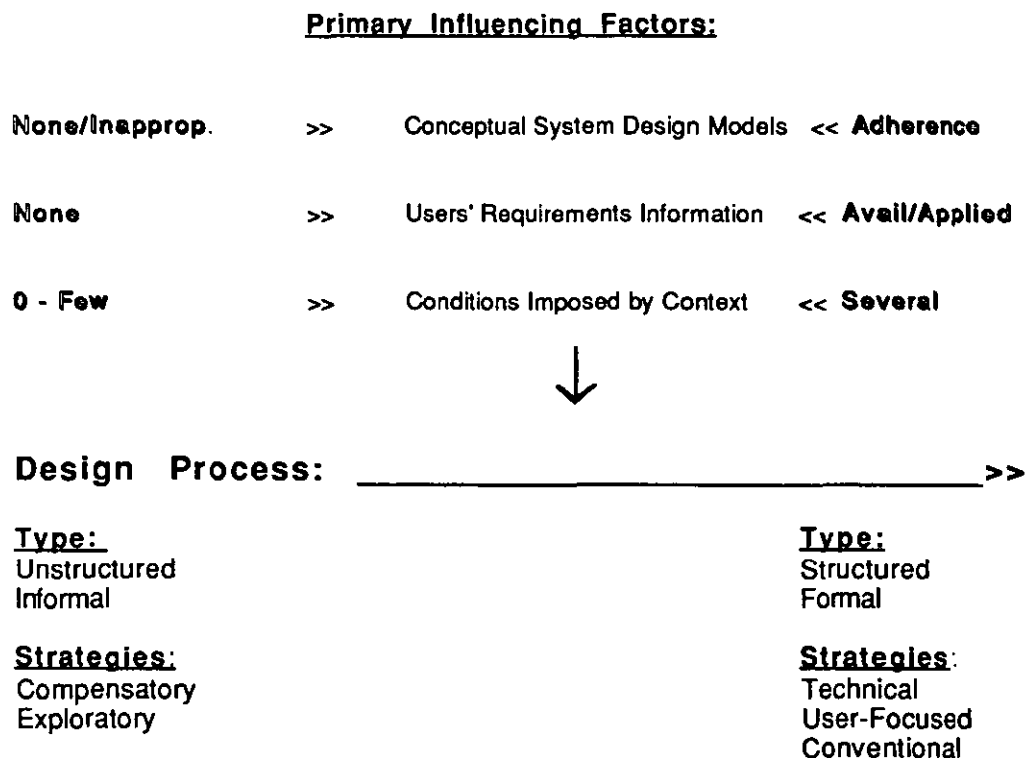 Primary Influencing Factors:
None/Inapprop. >> Conceptual System Design Models << Adherence
None >> Users' Requirements Information << Avail/Applied
0 - Few >> Conditions Imposed by Context << Several
Design Process: >>
Type: Type:
Unstructured Structured
Informal Formal
Strategies: Strategies:
Compensatory Technical
Exploratory User-Focused
Conventional